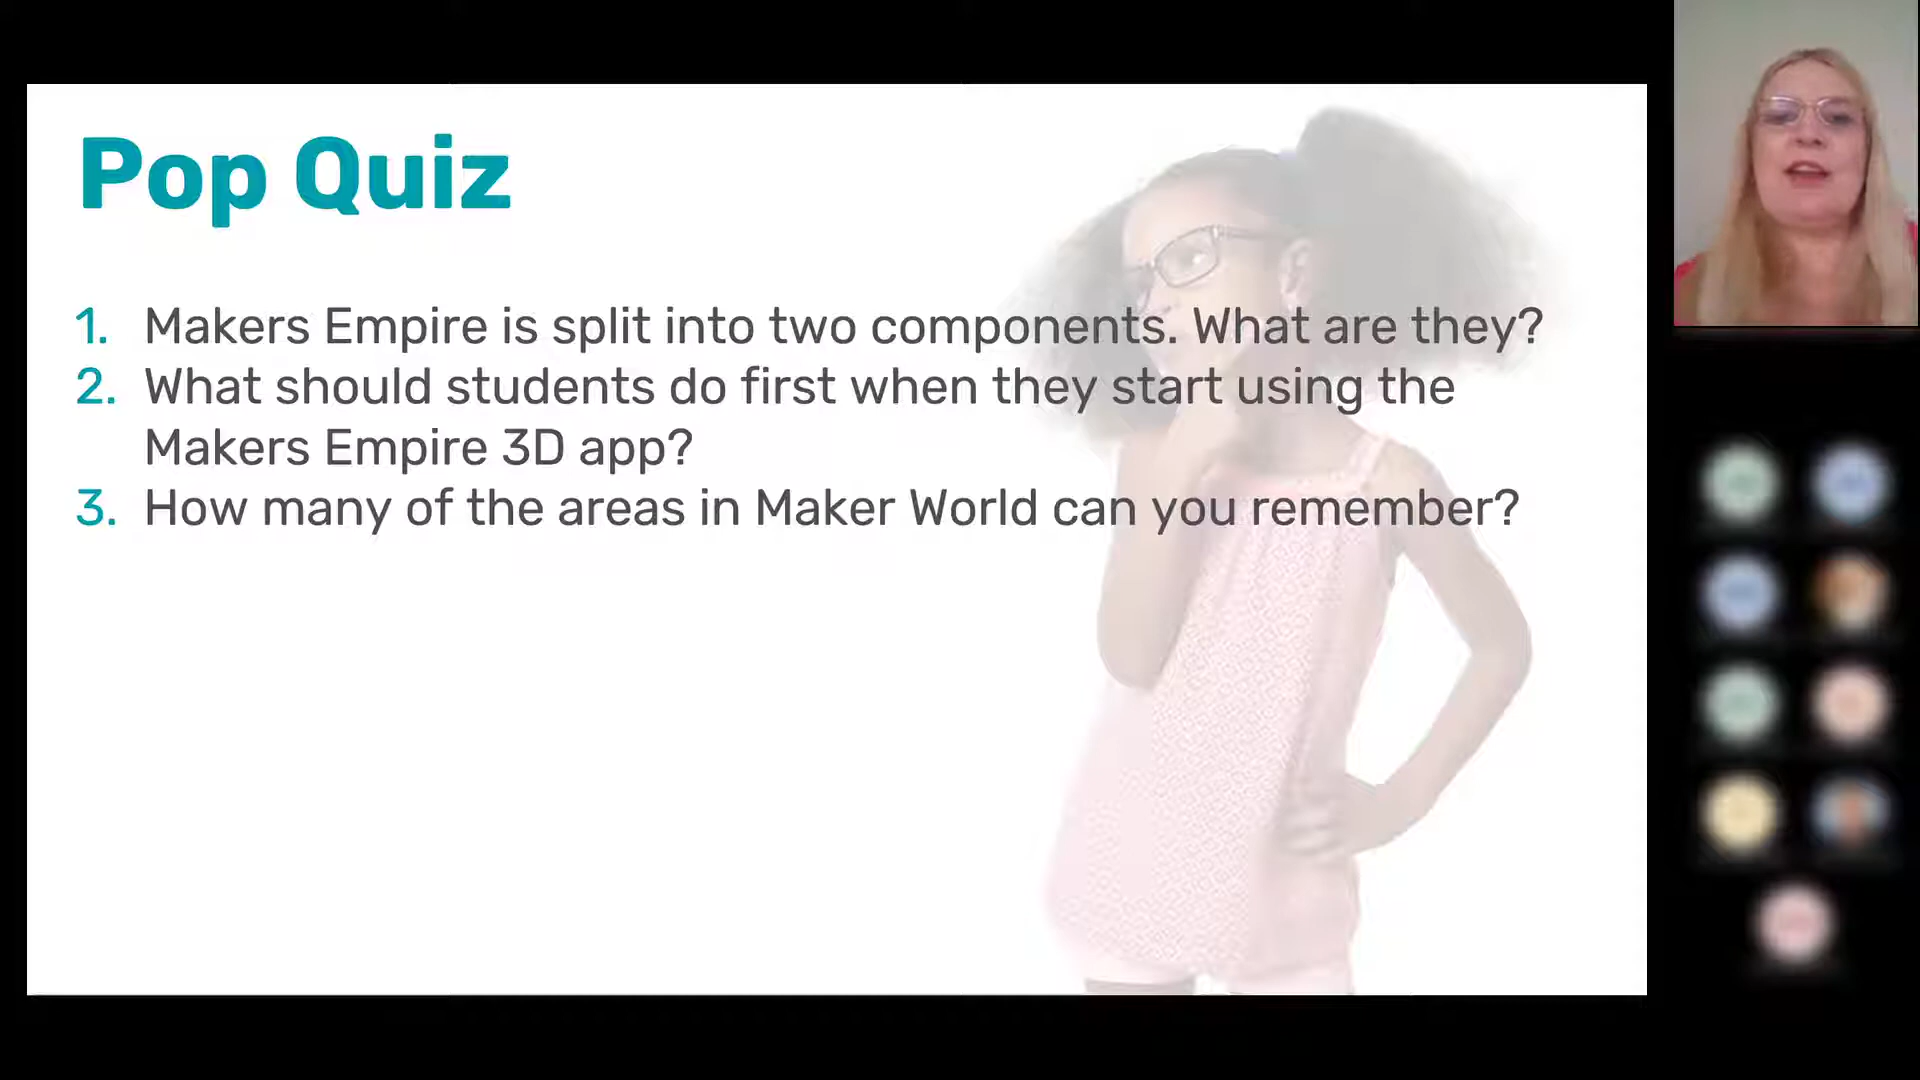 Pop Quiz
1. Makers Empire is split into two components. What are they?
2. What should students do first when they start using the
Makers Empire 3D app?
3. How many of the areas in Maker World can you remember?